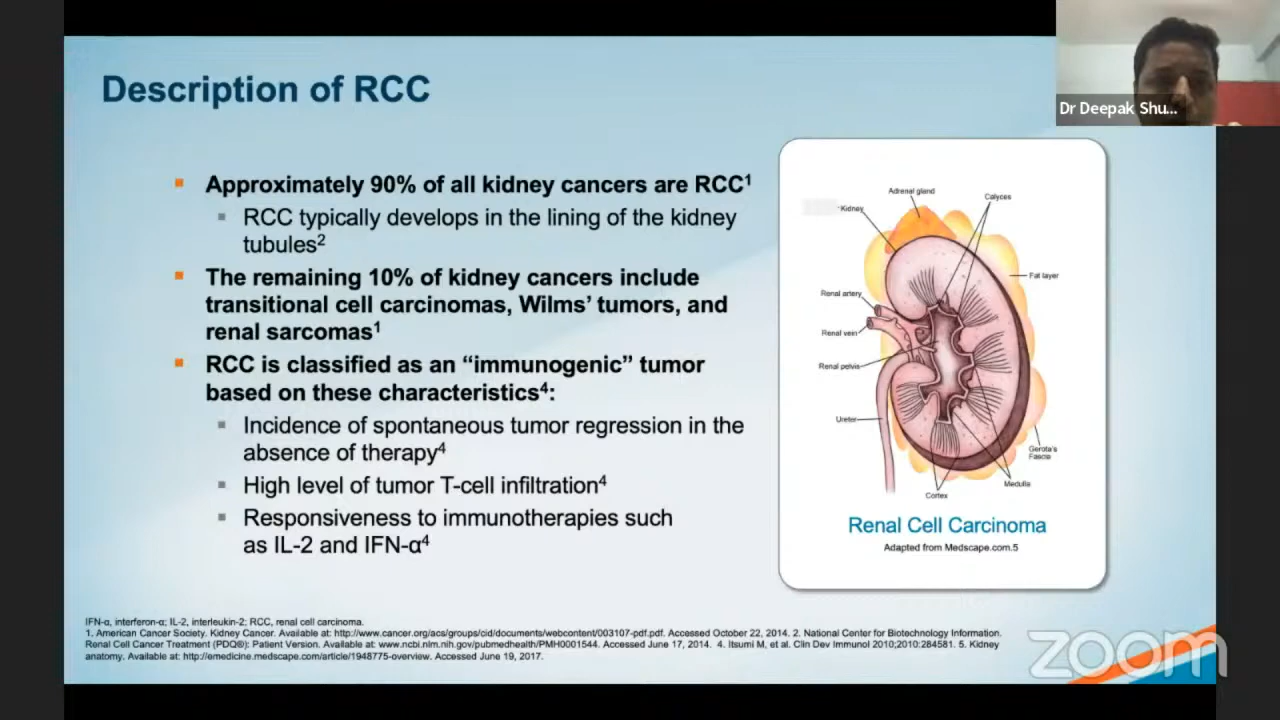 Description of RCC
Dr Deepak Shu...
▪ Approximately 90% of all kidney cancers are RCC¹
▪ RCC typically develops in the lining of the kidney
tubules²
▪ The remaining 10% of kidney cancers include
transitional cell carcinomas, Wilms’ tumors, and
renal sarcomas¹
▪ RCC is classified as an “immunogenic” tumor
based on these characteristics⁴:
▪ Incidence of spontaneous tumor regression in the
absence of therapy⁴
▪ High level of tumor T-cell infiltration⁴
▪ Responsiveness to immunotherapies such
as IL-2 and IFN-α⁴
Adrenal gland
Calyces
Kidney
Fat layer
Renal artery
Renal vein
Renal pelvis
Ureter
Gerota's
Fascia
Medulla
Cortex
Renal Cell Carcinoma
Adapted from Medscape.com.5
IFN-α, interferon-α; IL-2, interleukin-2; RCC, renal cell carcinoma.
1. American Cancer Society. Kidney Cancer. Available at: http://www.cancer.org/acs/groups/cid/documents/webcontent/003107-pdf.pdf. Accessed October 22, 2014. 2. National Center for Biotechnology Information.
Renal Cell Cancer Treatment (PDQ®): Patient Version. Available at: www.ncbi.nlm.nih.gov/pubmedhealth/PMH0001544. Accessed June 17, 2014. 4. Itsumi M, et al. Clin Dev Immunol 2010;2010:284581. 5. Kidney
anatomy. Available at: http://emedicine.medscape.com/article/1948775-overview. Accessed June 19, 2017.
zoom